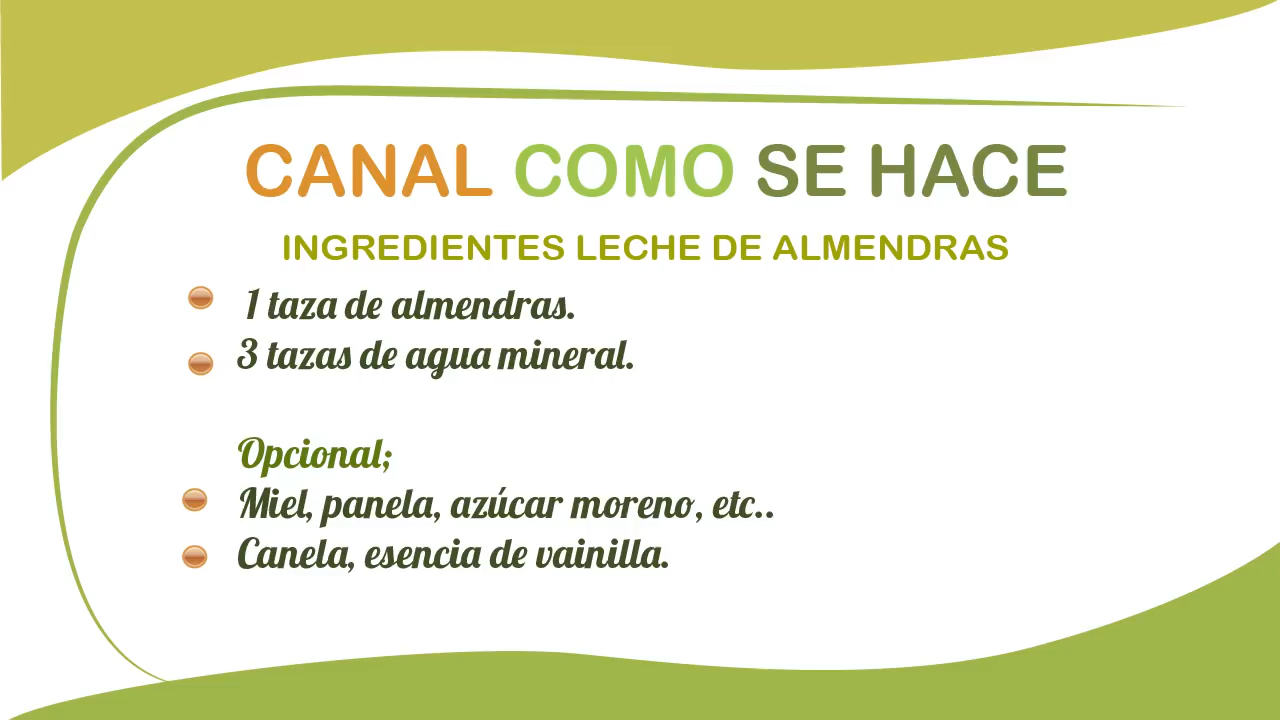 CANAL COMO SE HACE
INGREDIENTES LECHE DE ALMENDRAS
1 taza de almendras.
3 tazas de agua mineral.
Opcional;
Miel, panela, azúcar moreno, etc..
Canela, esencia de vainilla.